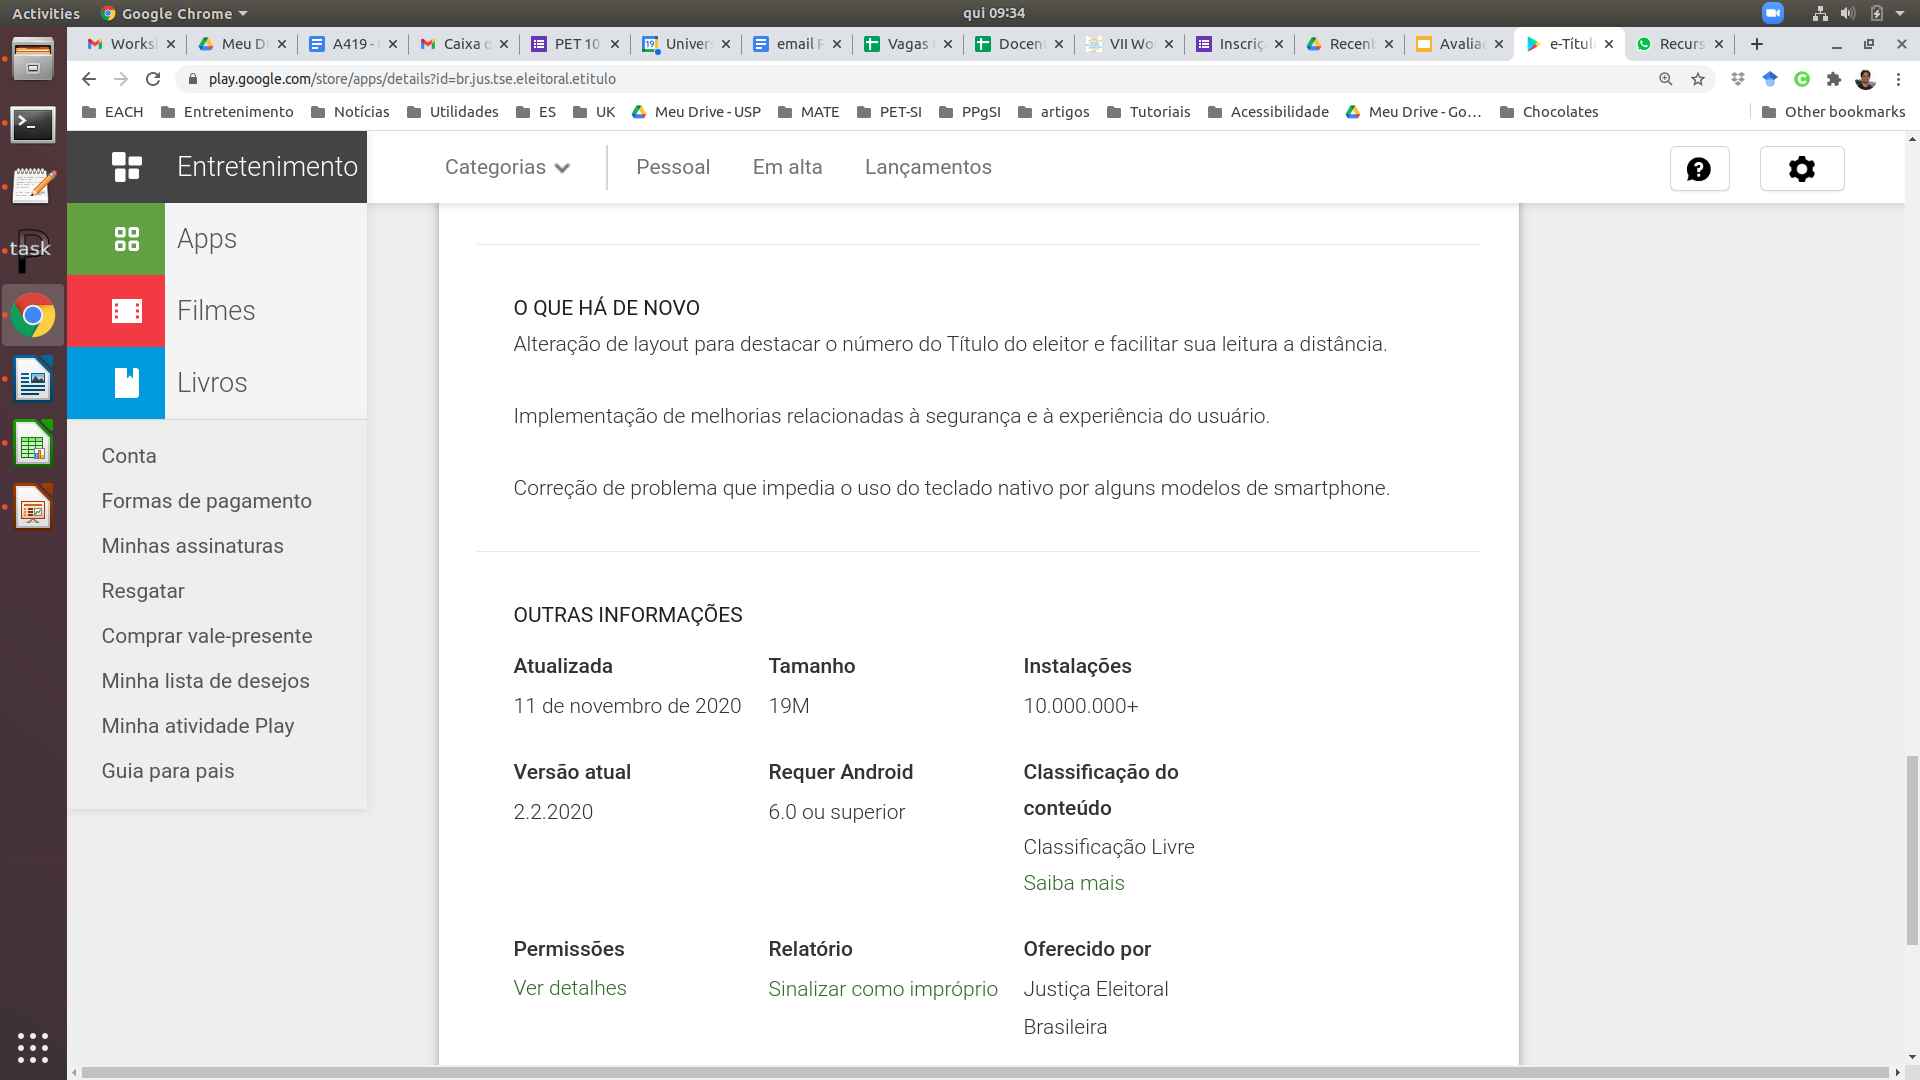 Activities
Google Chrome
qui 09:34
Works
Meu D
A419 -
Caixa d
PET 10
19
Univer
email P
Vagas
Docent
VII Wo
Inscriç
Recent
Avalia
e-Títul
Recurs
play.google.com/store/apps/details?id=br.jus.tse.eleitoral.etitulo
EACH
Entretenimento
Notícias
Utilidades
ES
UK
Meu Drive - USP
MATE
PET-SI
PPgSI
artigos
Tutoriais
Acessibilidade
Meu Drive - Go...
Chocolates
Other bookmarks
task
Entretenimento
Categorias
Pessoal
Em alta
Lançamentos
Apps
Filmes
Livros
Conta
Formas de pagamento
Minhas assinaturas
Resgatar
Comprar vale-presente
Minha lista de desejos
Minha atividade Play
Guia para pais
O QUE HÁ DE NOVO
Alteração de layout para destacar o número do Título do eleitor e facilitar sua leitura a distância.
Implementação de melhorias relacionadas à segurança e à experiência do usuário.
Correção de problema que impedia o uso do teclado nativo por alguns modelos de smartphone.
OUTRAS INFORMAÇÕES
Atualizada
11 de novembro de 2020
Tamanho
19M
Instalações
10.000.000+
Versão atual
2.2.2020
Requer Android
6.0 ou superior
Classificação do
conteúdo
Classificação Livre
Saiba mais
Permissões
Ver detalhes
Relatório
Sinalizar como impróprio
Oferecido por
Justiça Eleitoral
Brasileira